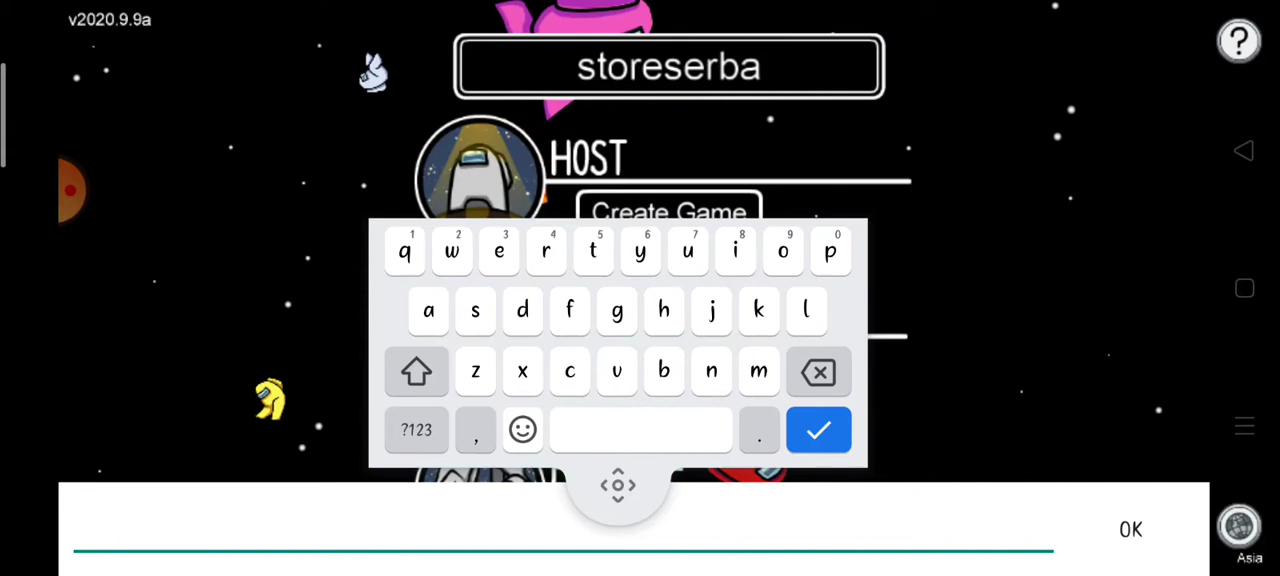 v2020.9.9a
storeserba
HOST
Create Game
1 2 3 4 5 6 7 8 9 0
q w e r t y u i o p
a s d f g h j k l
z x c v b n m
?123 , .
OK
Asia